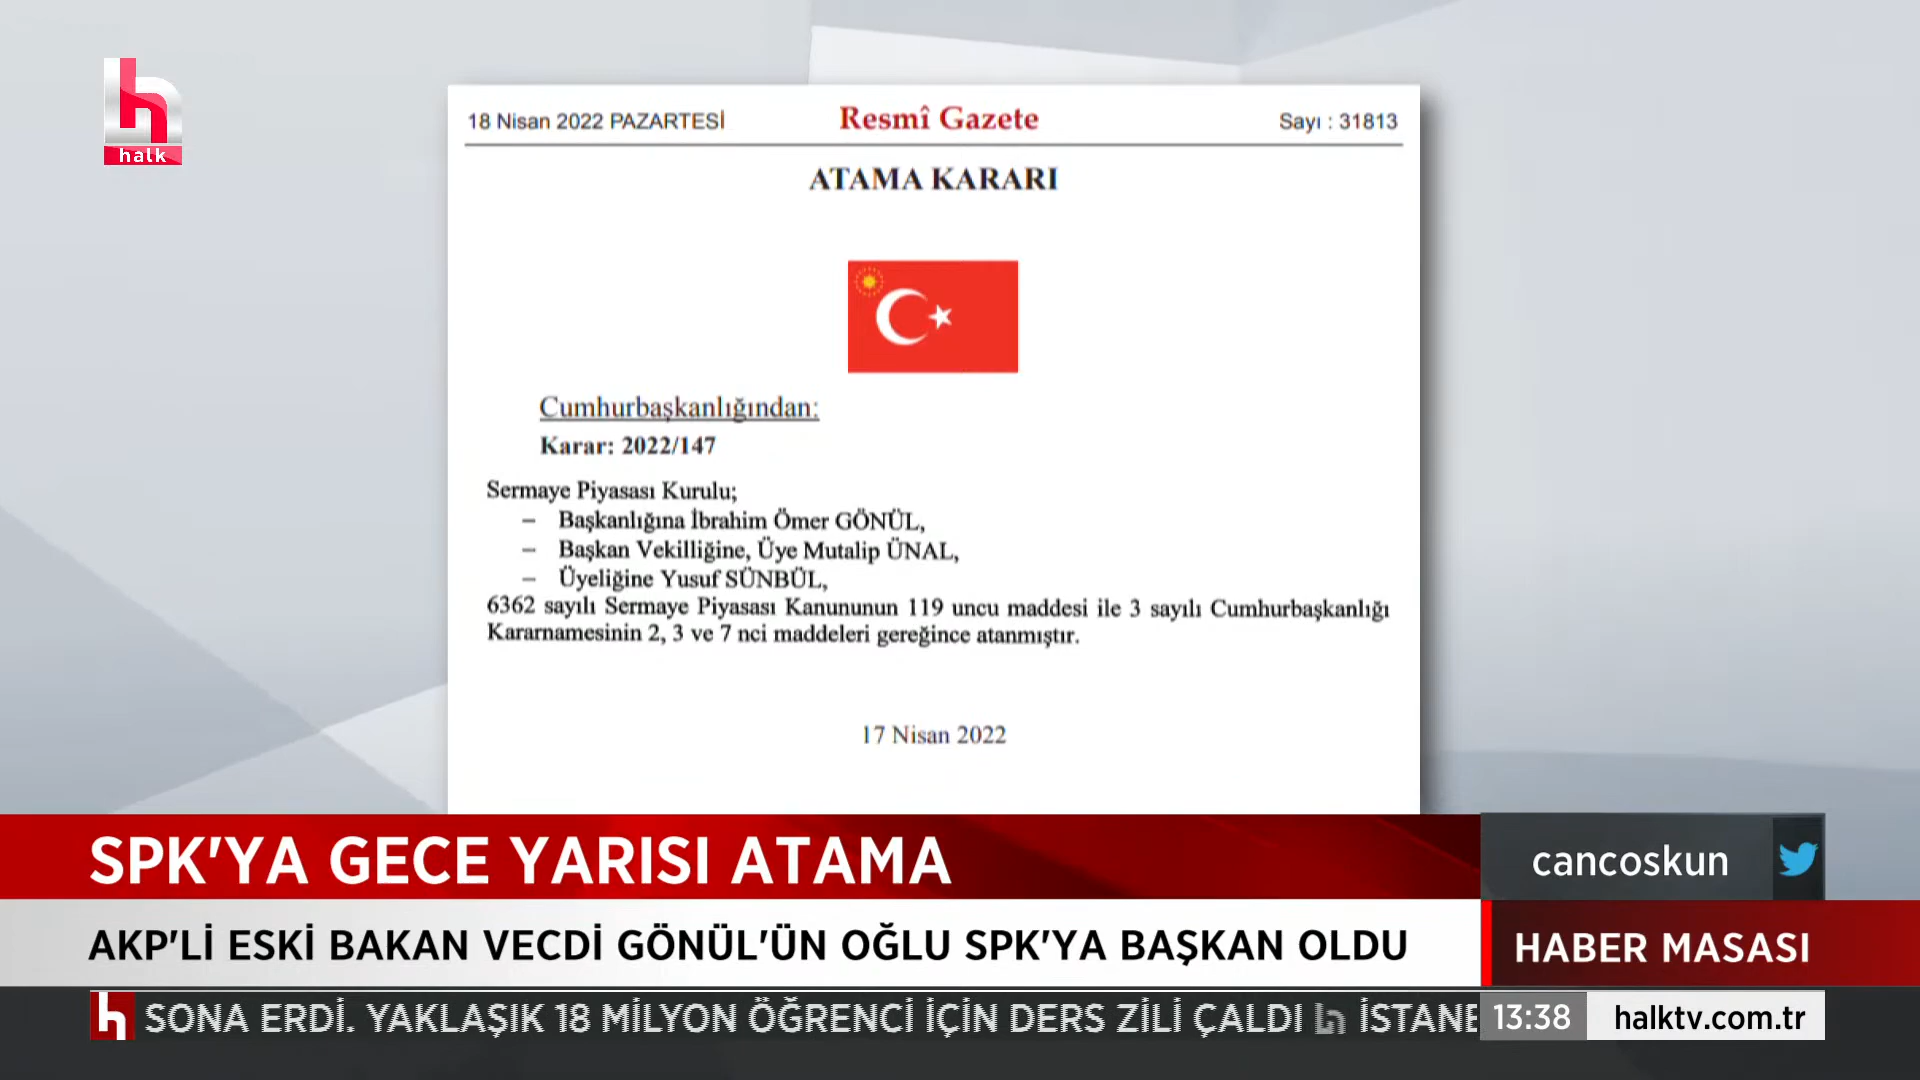 halk
18 Nisan 2022 PAZARTESİ
Resmî Gazete
Sayı : 31813
ATAMA KARARI
Cumhurbaşkanlığından:
Karar: 2022/147
Sermaye Piyasası Kurulu;
– Başkanlığına İbrahim Ömer GÖNÜL,
– Başkan Vekilliğine, Üye Mutalip ÜNAL,
– Üyeliğine Yusuf SÜNBÜL,
6362 sayılı Sermaye Piyasası Kanununun 119 uncu maddesi ile 3 sayılı Cumhurbaşkanlığı
Kararnamesinin 2, 3 ve 7 nci maddeleri gereğince atanmıştır.
17 Nisan 2022
SPK'YA GECE YARISI ATAMA
cancoskun
AKP'Lİ ESKİ BAKAN VECDİ GÖNÜL'ÜN OĞLU SPK'YA BAŞKAN OLDU
HABER MASASI
SONA ERDİ. YAKLAŞIK 18 MİLYON ÖĞRENCİ İÇİN DERS ZİLİ ÇALDI
13:38
halktv.com.tr